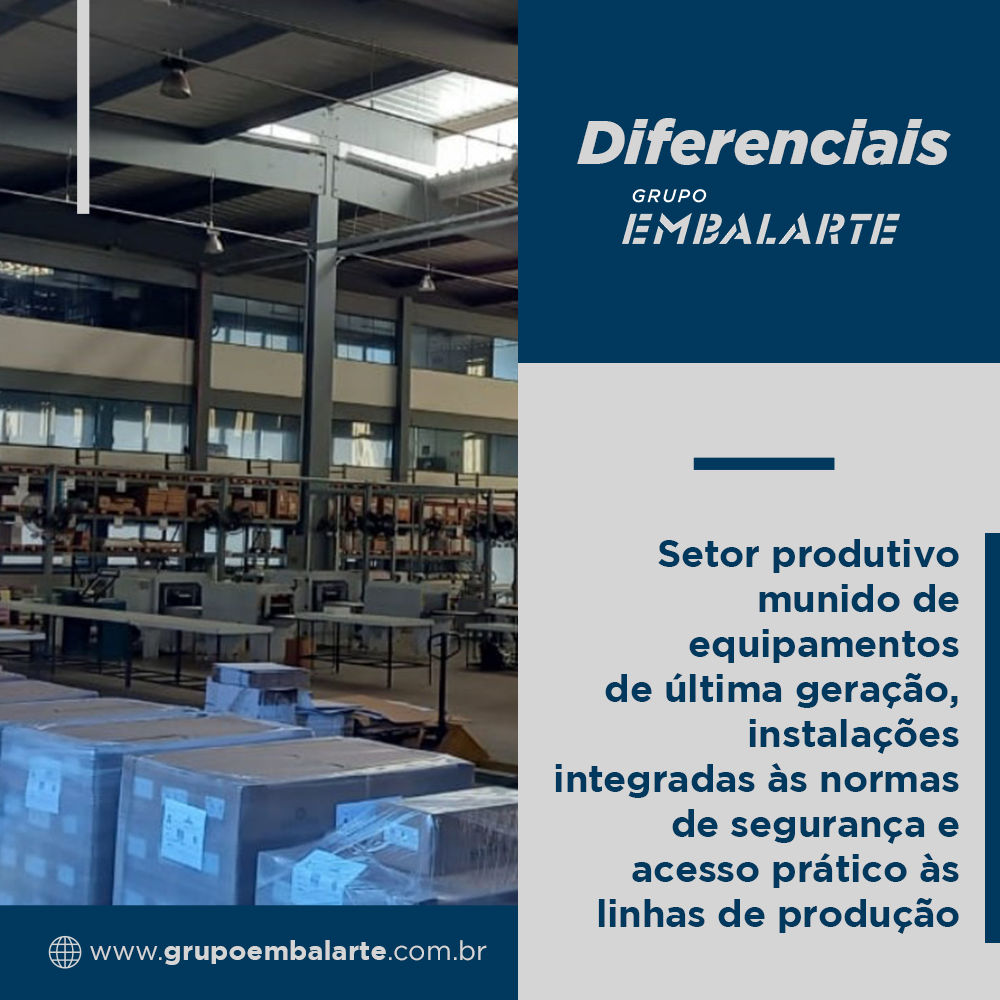 Diferenciais
GRUPO
EMBALARTE
Setor produtivo
munido de
equipamentos
de última geração,
instalações
integradas às normas
de segurança e
acesso prático às
linhas de produção
www.grupoembalarte.com.br